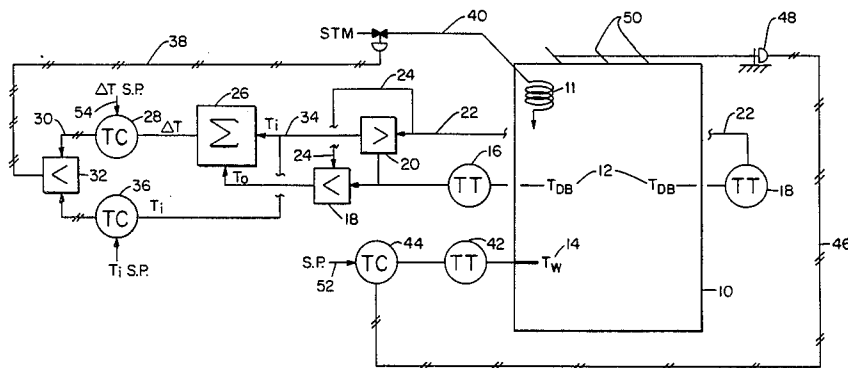 38
STM
40
50
48
24
ΔT S.P.
54
28
26
Σ
Ti
34
22
11
30
TC
ΔT
>
16
22
32
<
36
24
20
12
TC
Ti
To
<
18
TT
TDB
TDB
TT
18
Ti S.P.
44
42
14
S.P.
52
TC
TT
TW
10
46